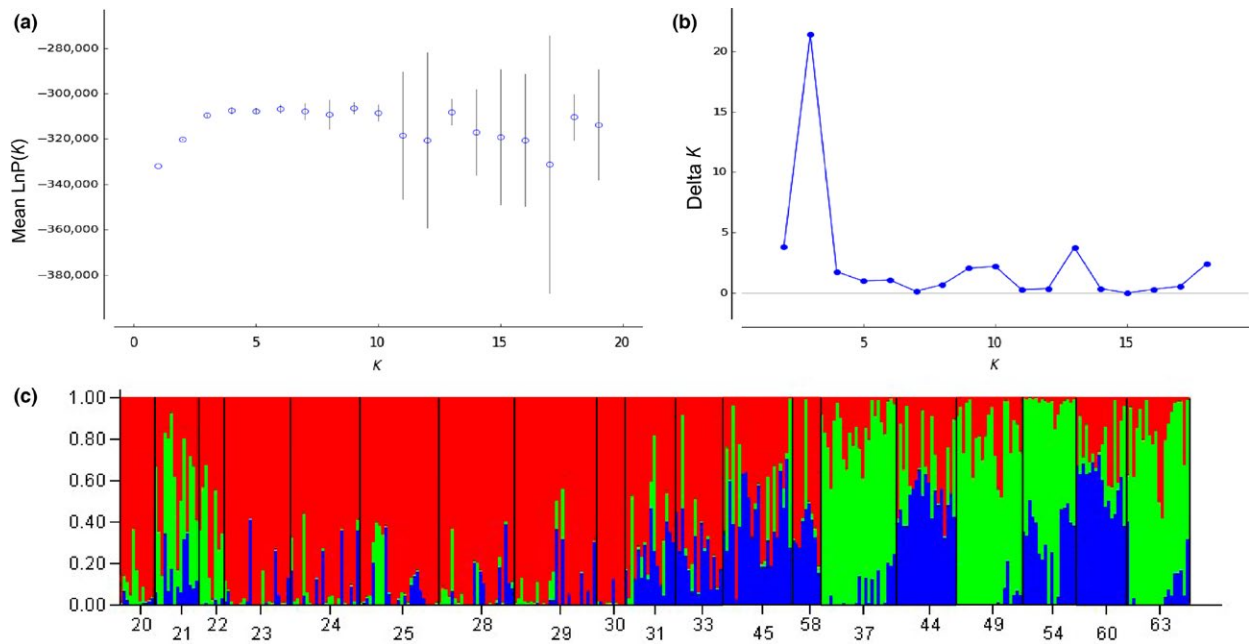 (a)
−280,000
−300,000
−320,000
−340,000
−360,000
−380,000
Mean LnP(K)
0 5 10 15 20
K
(b)
20
15
10
5
0
Delta K
5 10 15
K
(c)
1.00
0.80
0.60
0.40
0.20
0.00
20 22 24 28 30 33 58 44 54 63
21 23 25 29 31 45 37 49 60